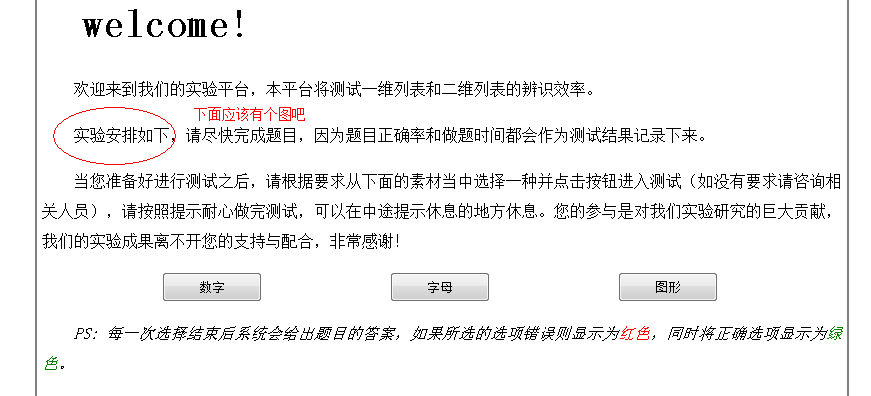 welcome!
欢迎来到我们的实验平台，本平台将测试一维列表和二维列表的辨识效率。
下面应该有个图吧
实验安排如下，请尽快完成题目，因为题目正确率和做题时间都会作为测试结果记录下来。
当您准备好进行测试之后，请根据要求从下面的素材当中选择一种并点击按钮进入测试（如没有要求请咨询相
关人员），请按照提示耐心做完测试，可以在中途提示休息的地方休息。您的参与是对我们实验研究的巨大贡献，
我们的实验成果离不开您的支持与配合，非常感谢！
数字 字母 图形
PS：每一次选择结束后系统会给出题目的答案，如果所选的选项错误则显示为红色，同时将正确选项显示为绿
色。